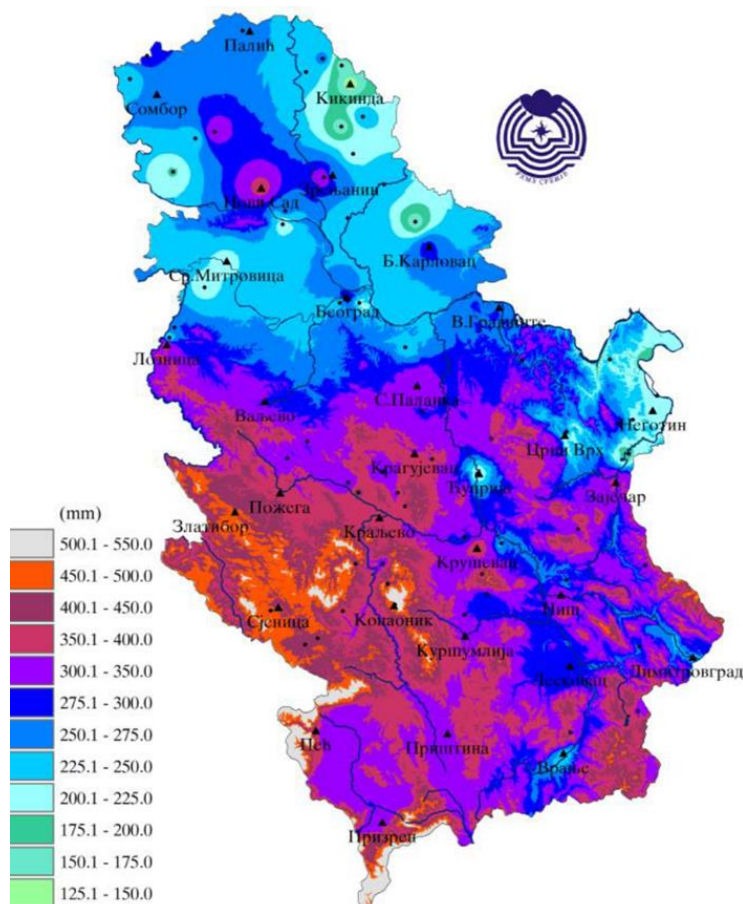 Палић
Кикинда
Сомбор
Зрењанин
Нови Сад
Б.Карловац
Ср.Митровица
Београд
В.Градиште
Лозница
С.Паланка
Ваљево
Неготин
Црни Врх
Крагујевац
Ћуприја
Зајечар
Пожега
Златибор
Краљево
Крушевац
Ниш
Сјеница
Копаоник
Куршумлија
Лесковац
Димитровград
Пећ
Приштина
Врање
Призрен
(mm)
500.1 - 550.0
450.1 - 500.0
400.1 - 450.0
350.1 - 400.0
300.1 - 350.0
275.1 - 300.0
250.1 - 275.0
225.1 - 250.0
200.1 - 225.0
175.1 - 200.0
150.1 - 175.0
125.1 - 150.0